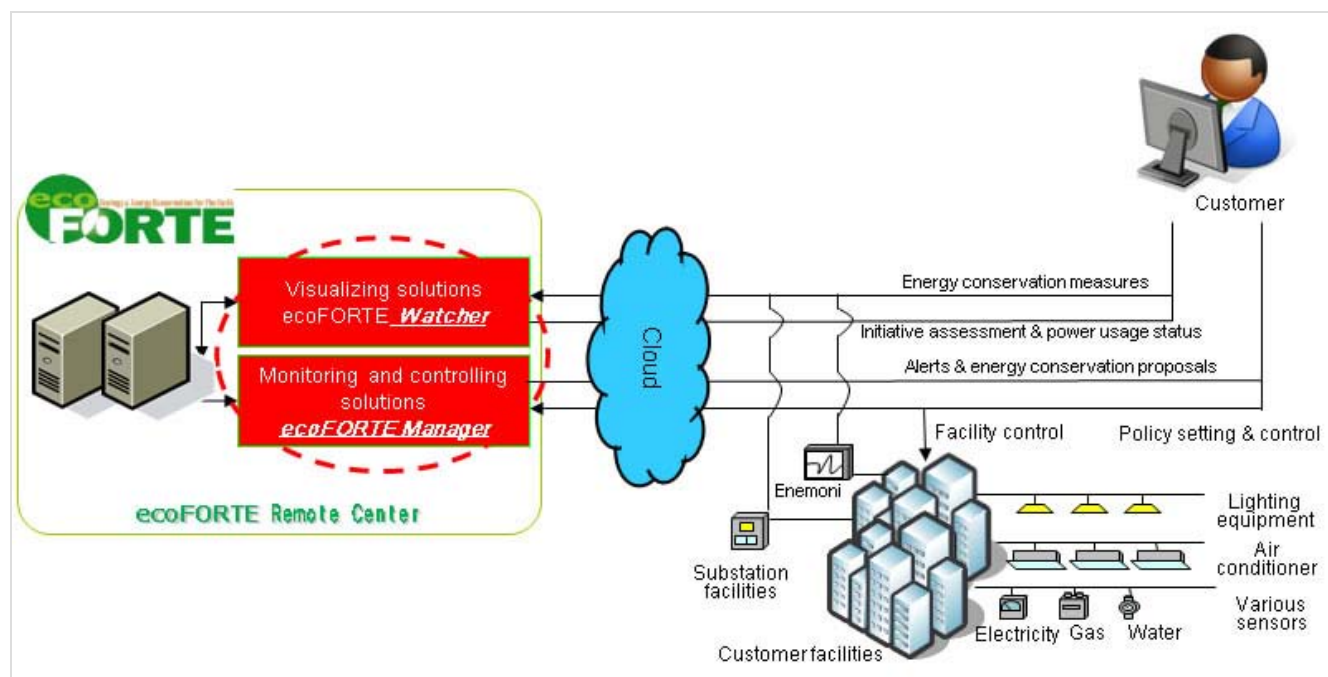 eco
FORTE
Visualizing solutions
ecoFORTE Watcher
Monitoring and controlling
solutions
ecoFORTE Manager
ecoFORTE Remote Center
Cloud
Customer
Energy conservation measures
Initiative assessment & power usage status
Alerts & energy conservation proposals
Facility control
Policy setting & control
Enemoni
Substation
facilities
Customer facilities
Lighting
equipment
Air
conditioner
Various
sensors
Electricity
Gas
Water